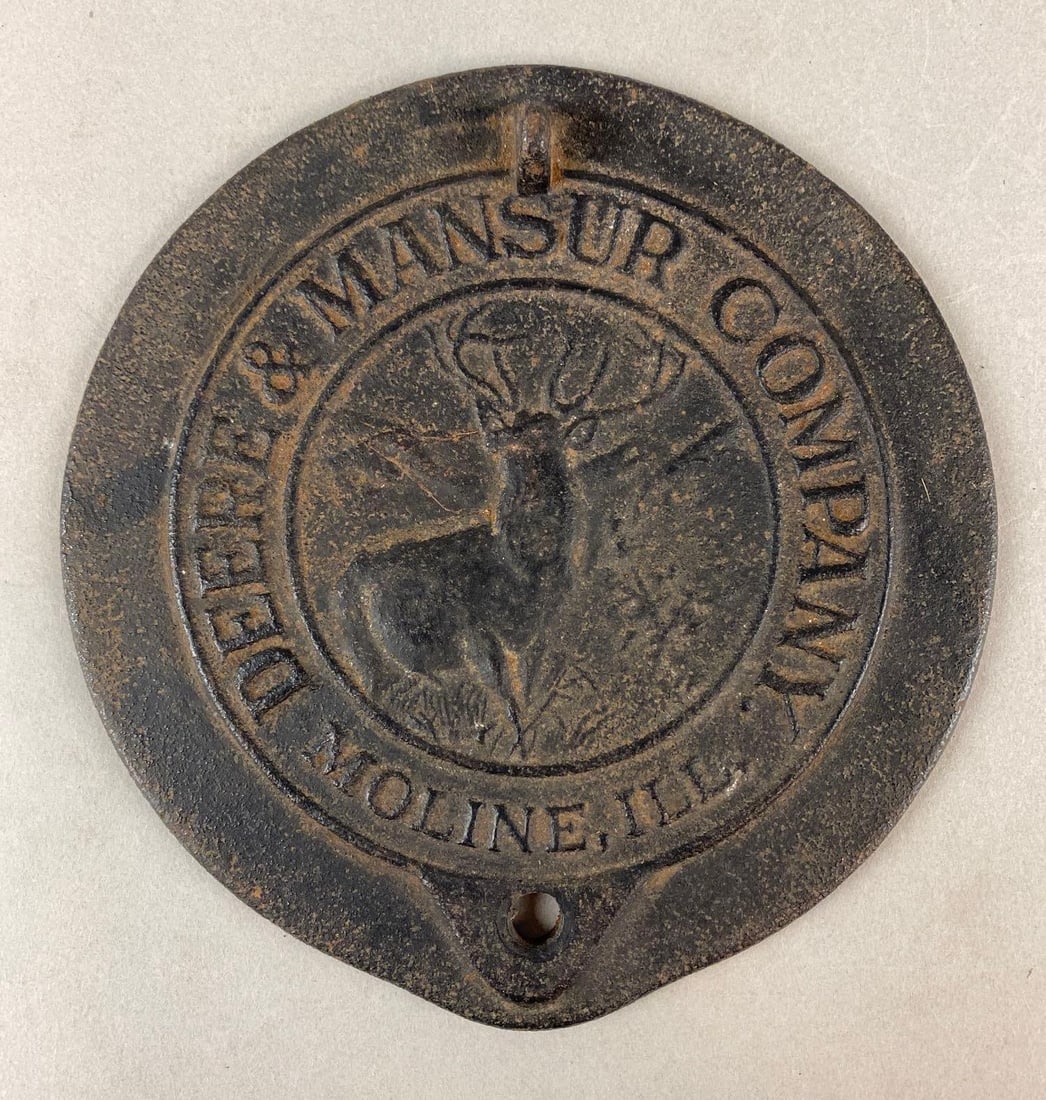 DEERE & MANSUR COMPANY.
MOLINE, ILL.